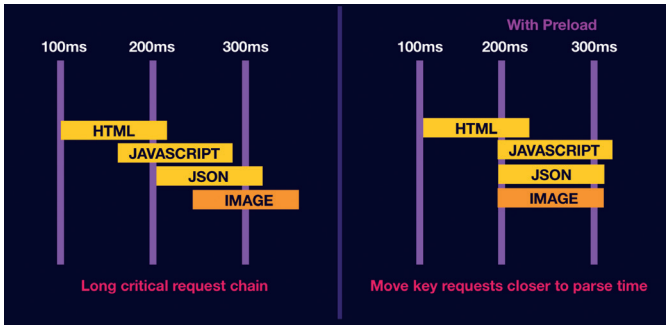 100ms 200ms 300ms
HTML
JAVASCRIPT
JSON
IMAGE
Long critical request chain
With Preload
100ms 200ms 300ms
HTML
JAVASCRIPT
JSON
IMAGE
Move key requests closer to parse time